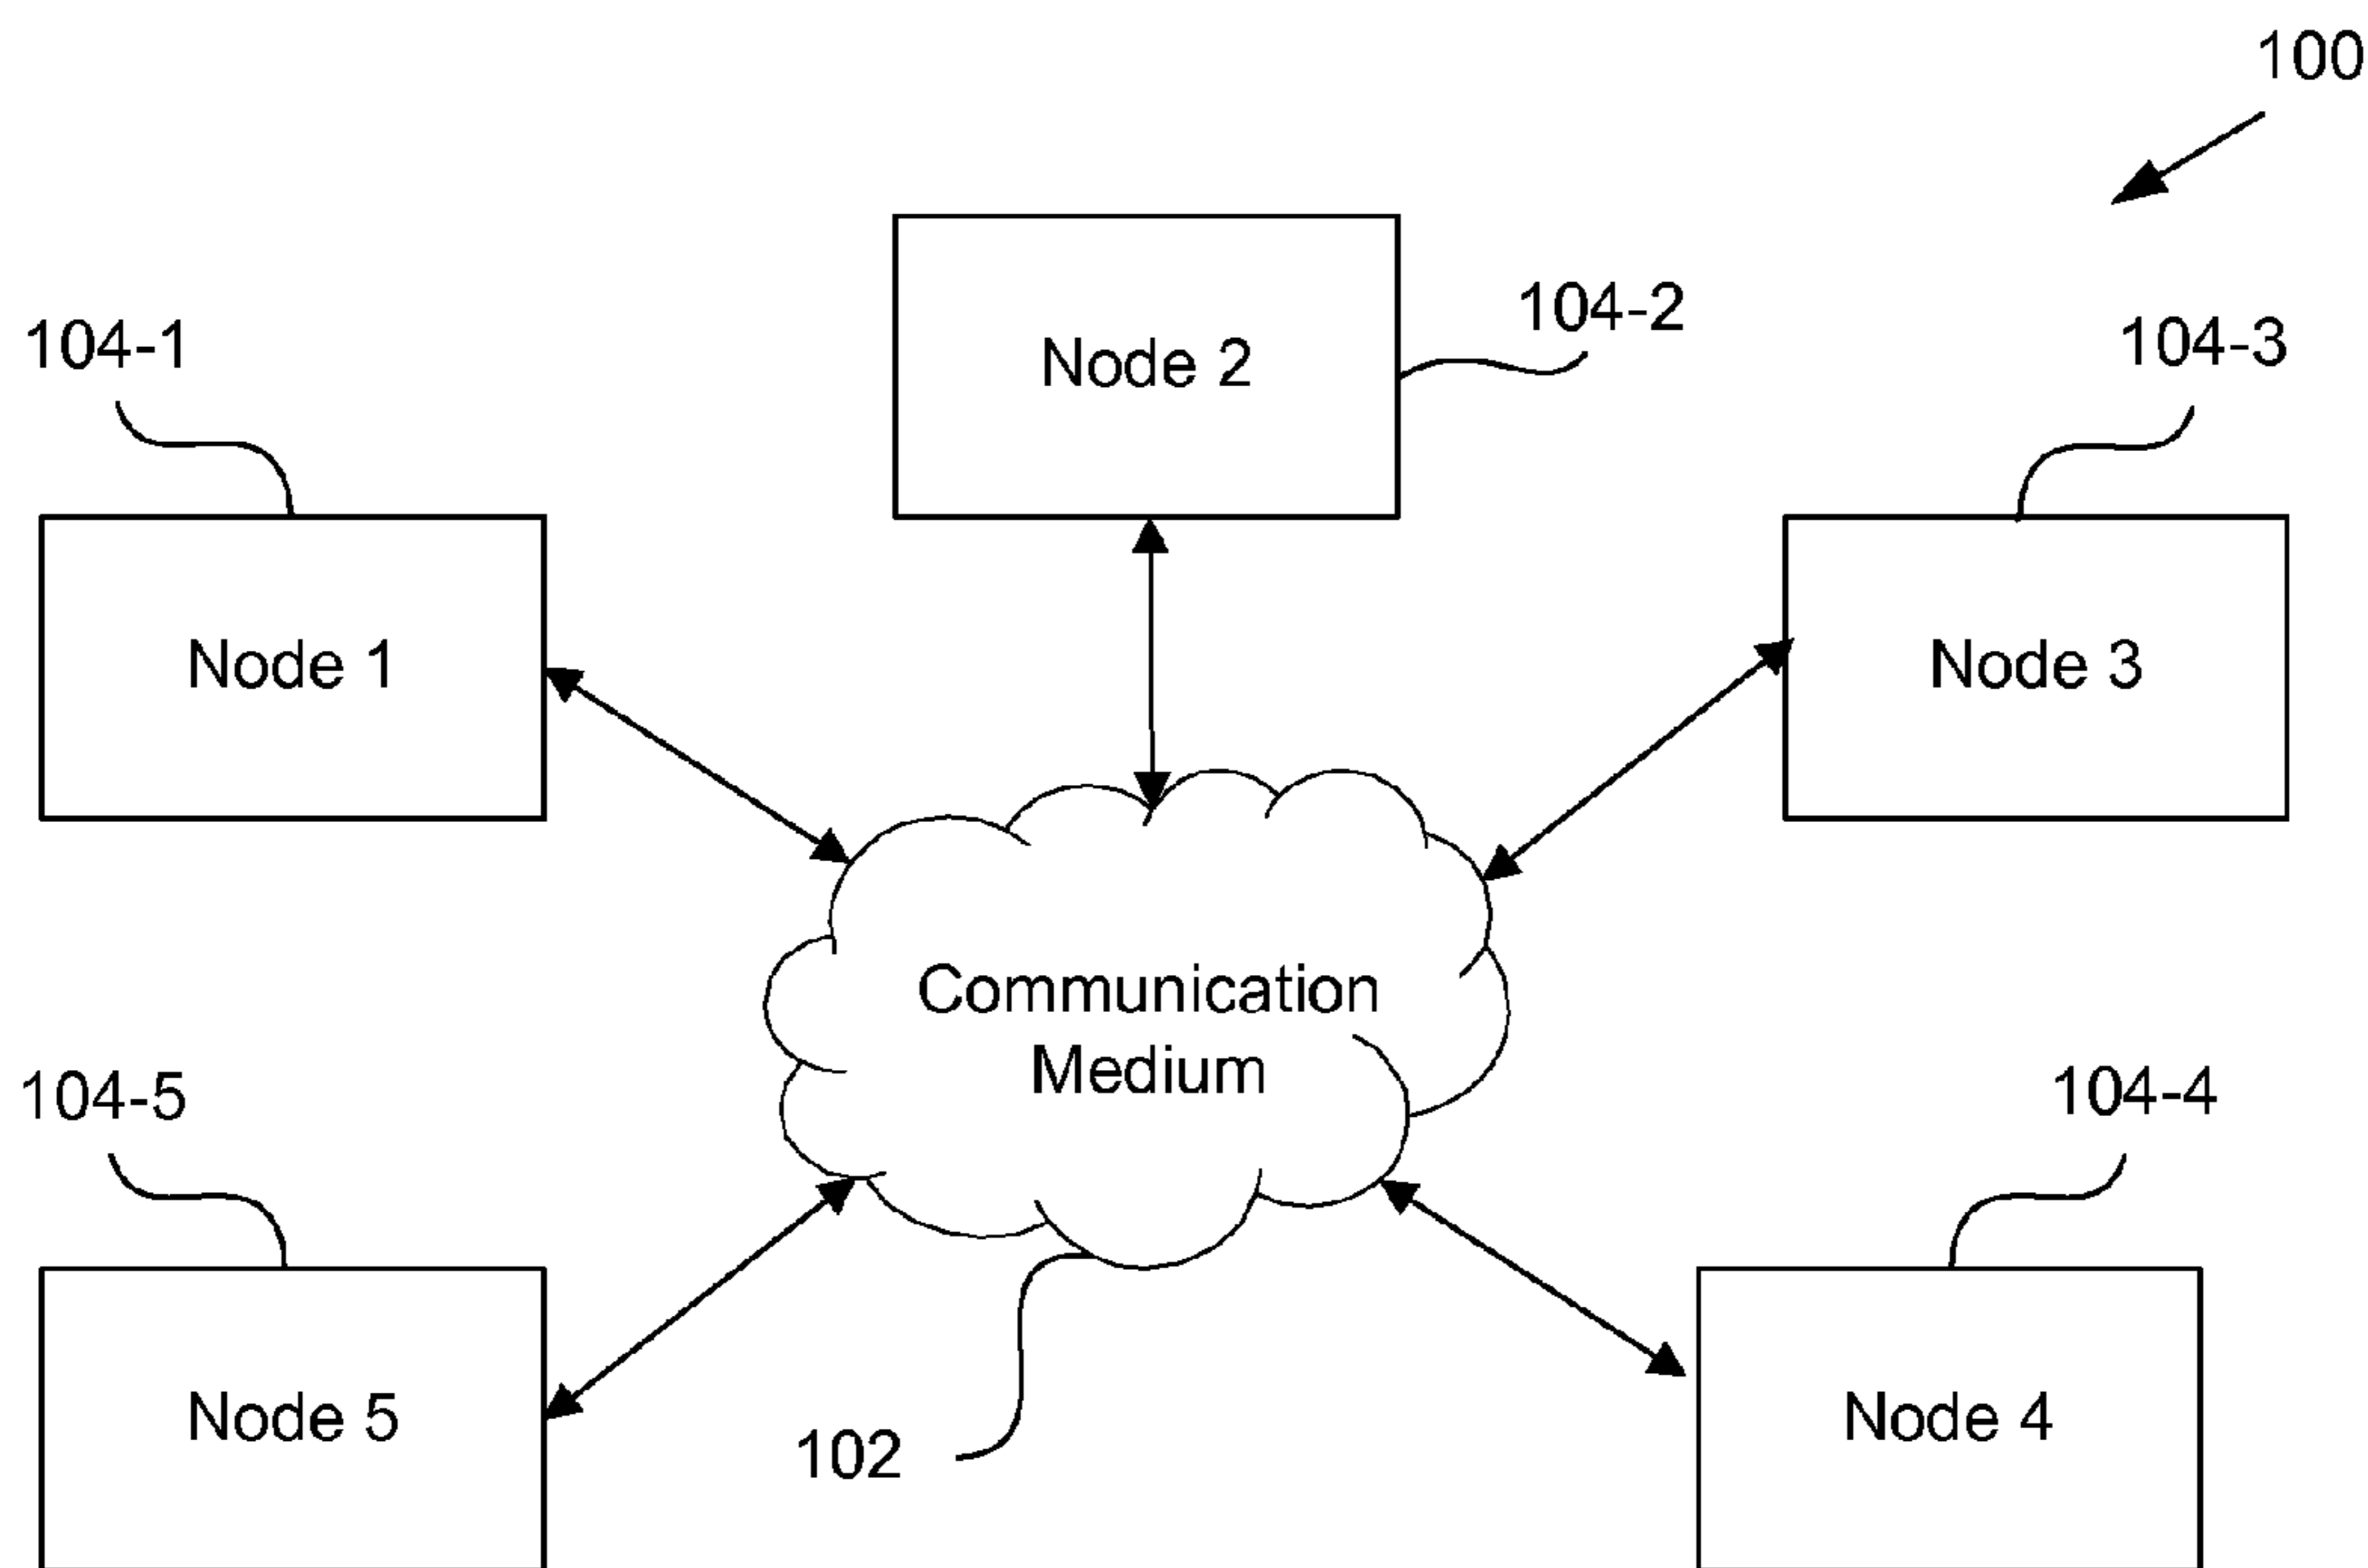 100
104-2
104-1
104-3
Node 2
Node 1
Node 3
Communication
Medium
104-5
104-4
Node 5
Node 4
102